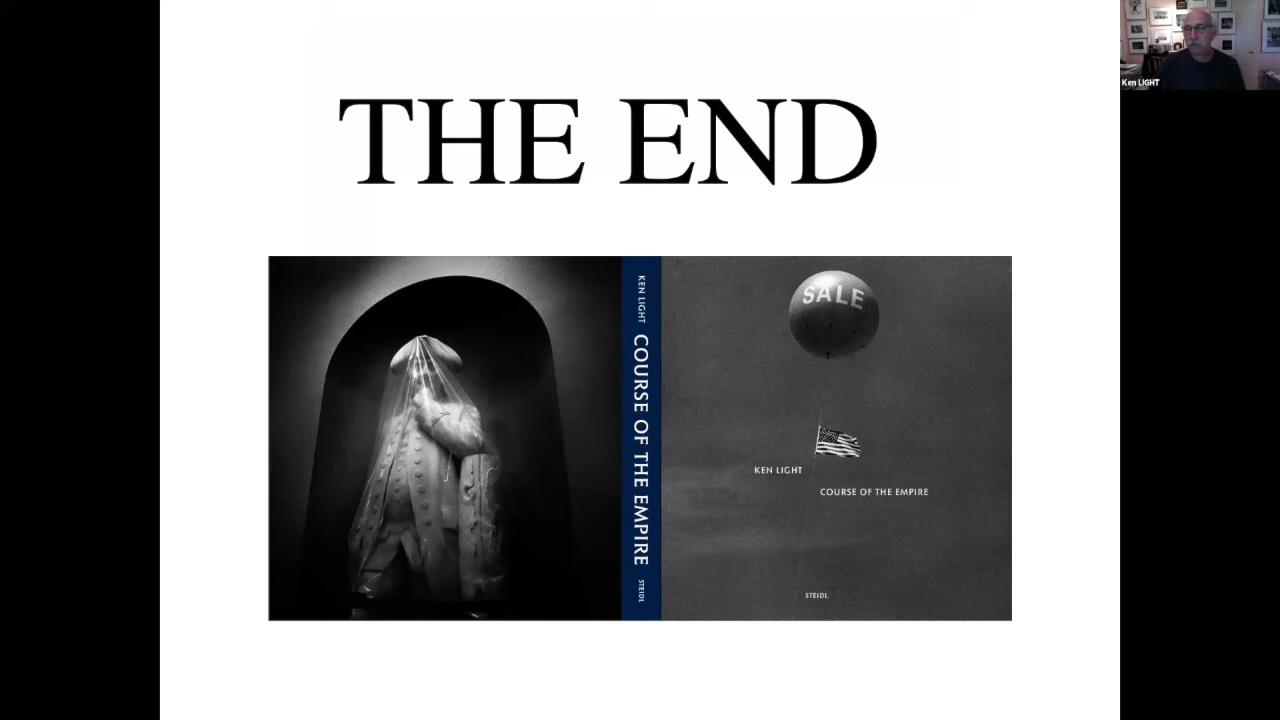 THE END
KEN LIGHT COURSE OF THE EMPIRE STEIDL
SALE
KEN LIGHT
COURSE OF THE EMPIRE
STEIDL
Ken LIGHT